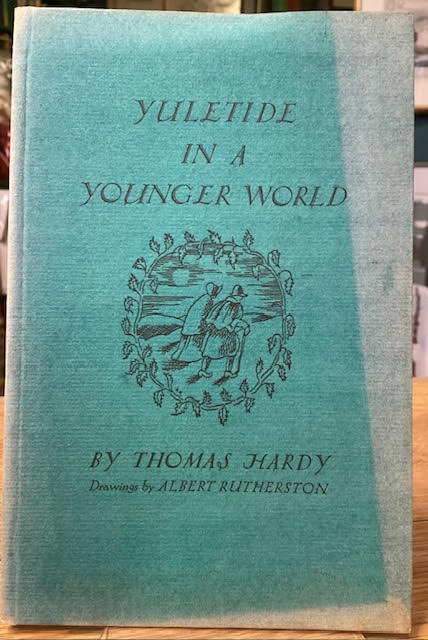 YULETIDE
IN A
YOUNGER WORLD
BY THOMAS HARDY
Drawings by ALBERT RUTHERSTON